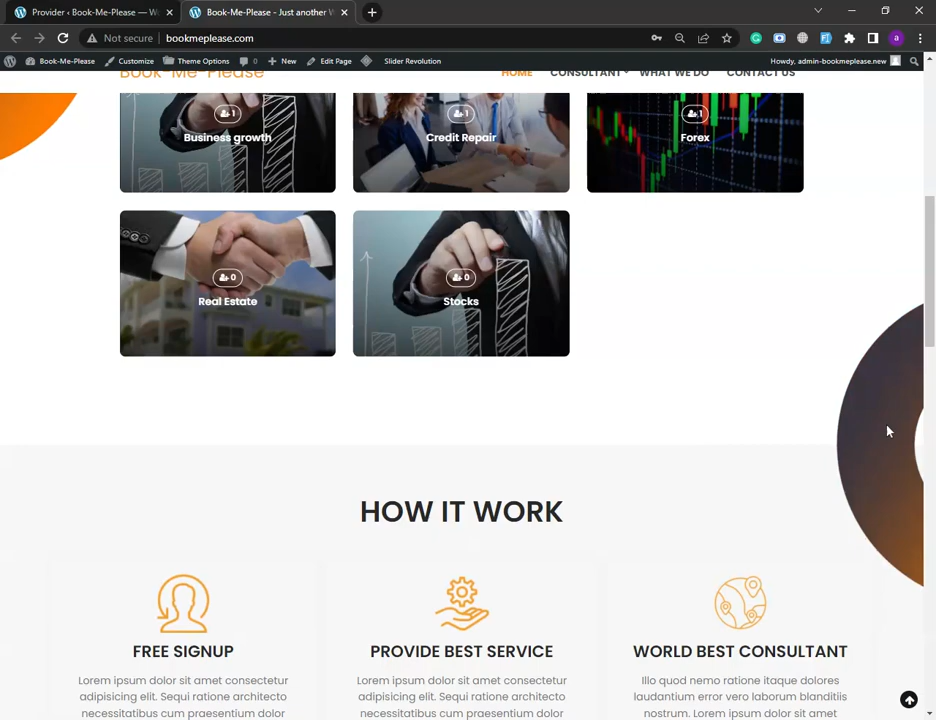 Provider ‹ Book-Me-Please — W
Book-Me-Please - Just another W
Not secure
bookmeplease.com
Book-Me-Please
Customize
Theme Options
0
New
Edit Page
Slider Revolution
Howdy, admin-bookmeplease.new
Book-Me-Please
HOME
CONSULTANT
WHAT WE DO
CONTACT US
1
Business growth
1
Credit Repair
1
Forex
0
Real Estate
0
Stocks
HOW IT WORK
FREE SIGNUP
Lorem ipsum dolor sit amet consectetur
adipisicing elit. Sequi ratione architecto
necessitatibus cum praesentium dolor
PROVIDE BEST SERVICE
Lorem ipsum dolor sit amet consectetur
adipisicing elit. Sequi ratione architecto
necessitatibus cum praesentium dolor
WORLD BEST CONSULTANT
Illo quod nemo ratione itaque dolores
laudantium error vero laborum blanditiis
nostrum. Lorem ipsum dolor sit amet